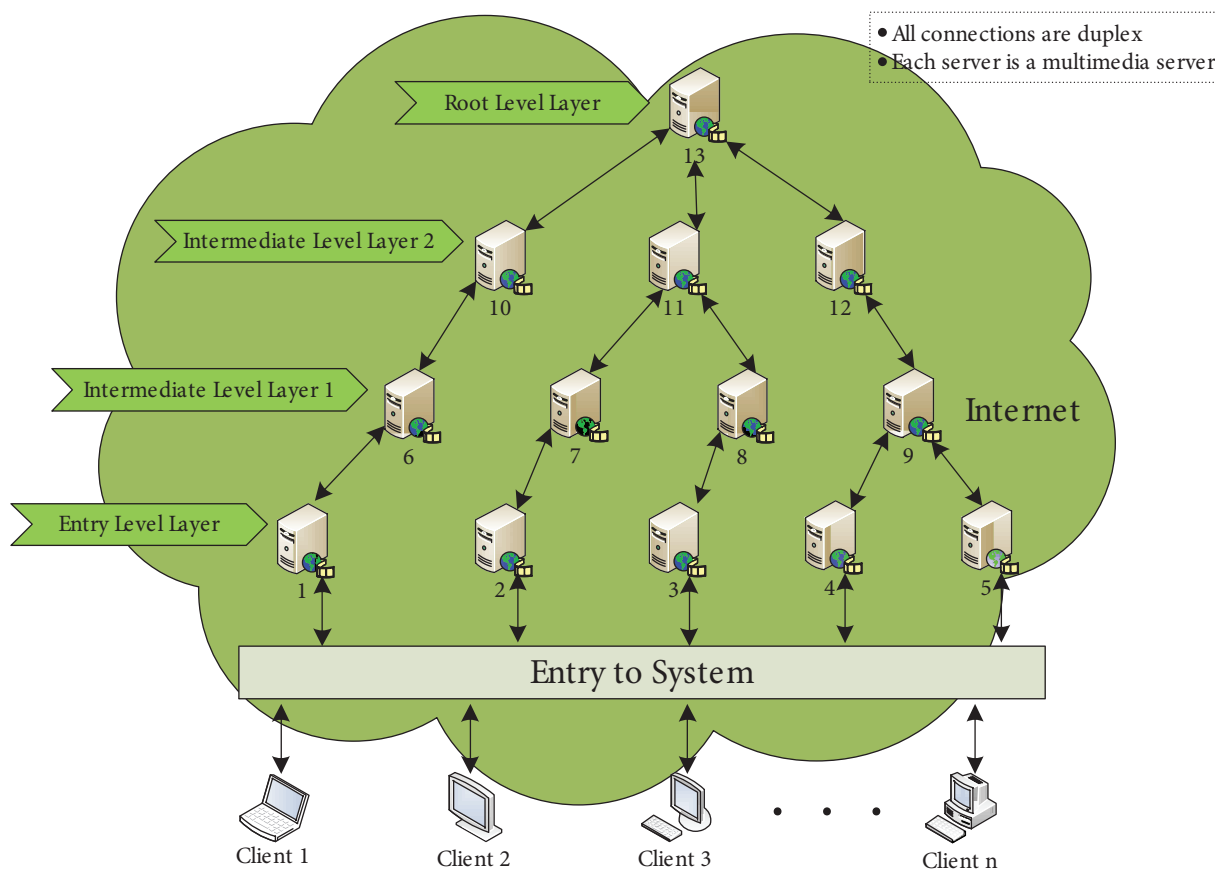 • All connections are duplex
• Each server is a multimedia server
Root Level Layer
13
Intermediate Level Layer 2
10
11
12
Intermediate Level Layer 1
6
7
8
9
Internet
Entry Level Layer
1
2
3
4
5
Entry to System
Client 1
Client 2
Client 3
• • •
Client n